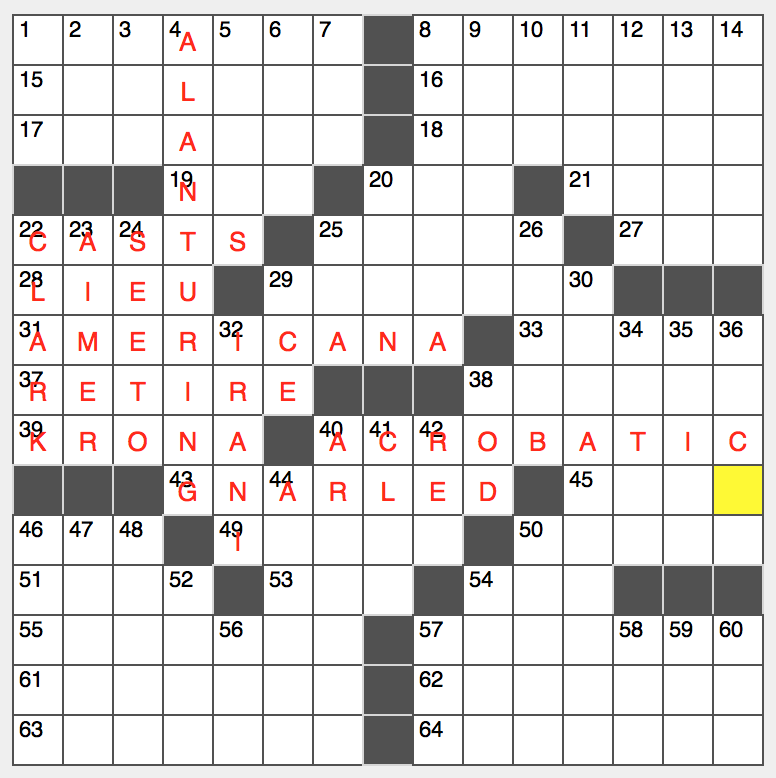 1 2 3 4 5 6 7 8 9 10 11 12 13 14
A
15 16
L
17 18
A
19 20 21
N
22 23 24 25 26 27
C A S T S
28 29 30
L I E U
31 32 33 34 35 36
A M E R I C A N A
37 38
R E T I R E
39 40 41 42
K R O N A A C R O B A T I C
43 44 45
G N A R L E D
46 47 48 49 50
I
51 52 53 54
55 56 57 58 59 60
61 62
63 64